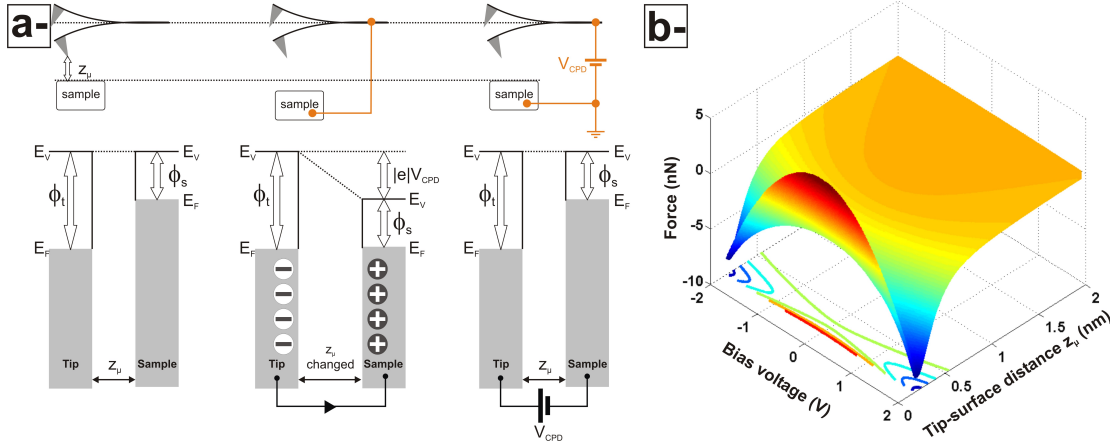 a-
z_μ
sample
sample
sample
V_CPD
E_V E_V
ϕ_t
ϕ_s
E_F
E_F
Tip
z_μ
Sample
|e|V_CPD
ϕ_t
E_V
ϕ_s
E_F
E_F
Tip
z_μ
changed
Sample
E_V
ϕ_t
ϕ_s
E_F
E_F
Tip
z_μ
Sample
V_CPD
b-
Force (nN)
5
0
-5
-10
-2
-1
0
1
2
Bias voltage (V)
0
0.5
1
1.5
2
Tip-surface distance z_μ (nm)